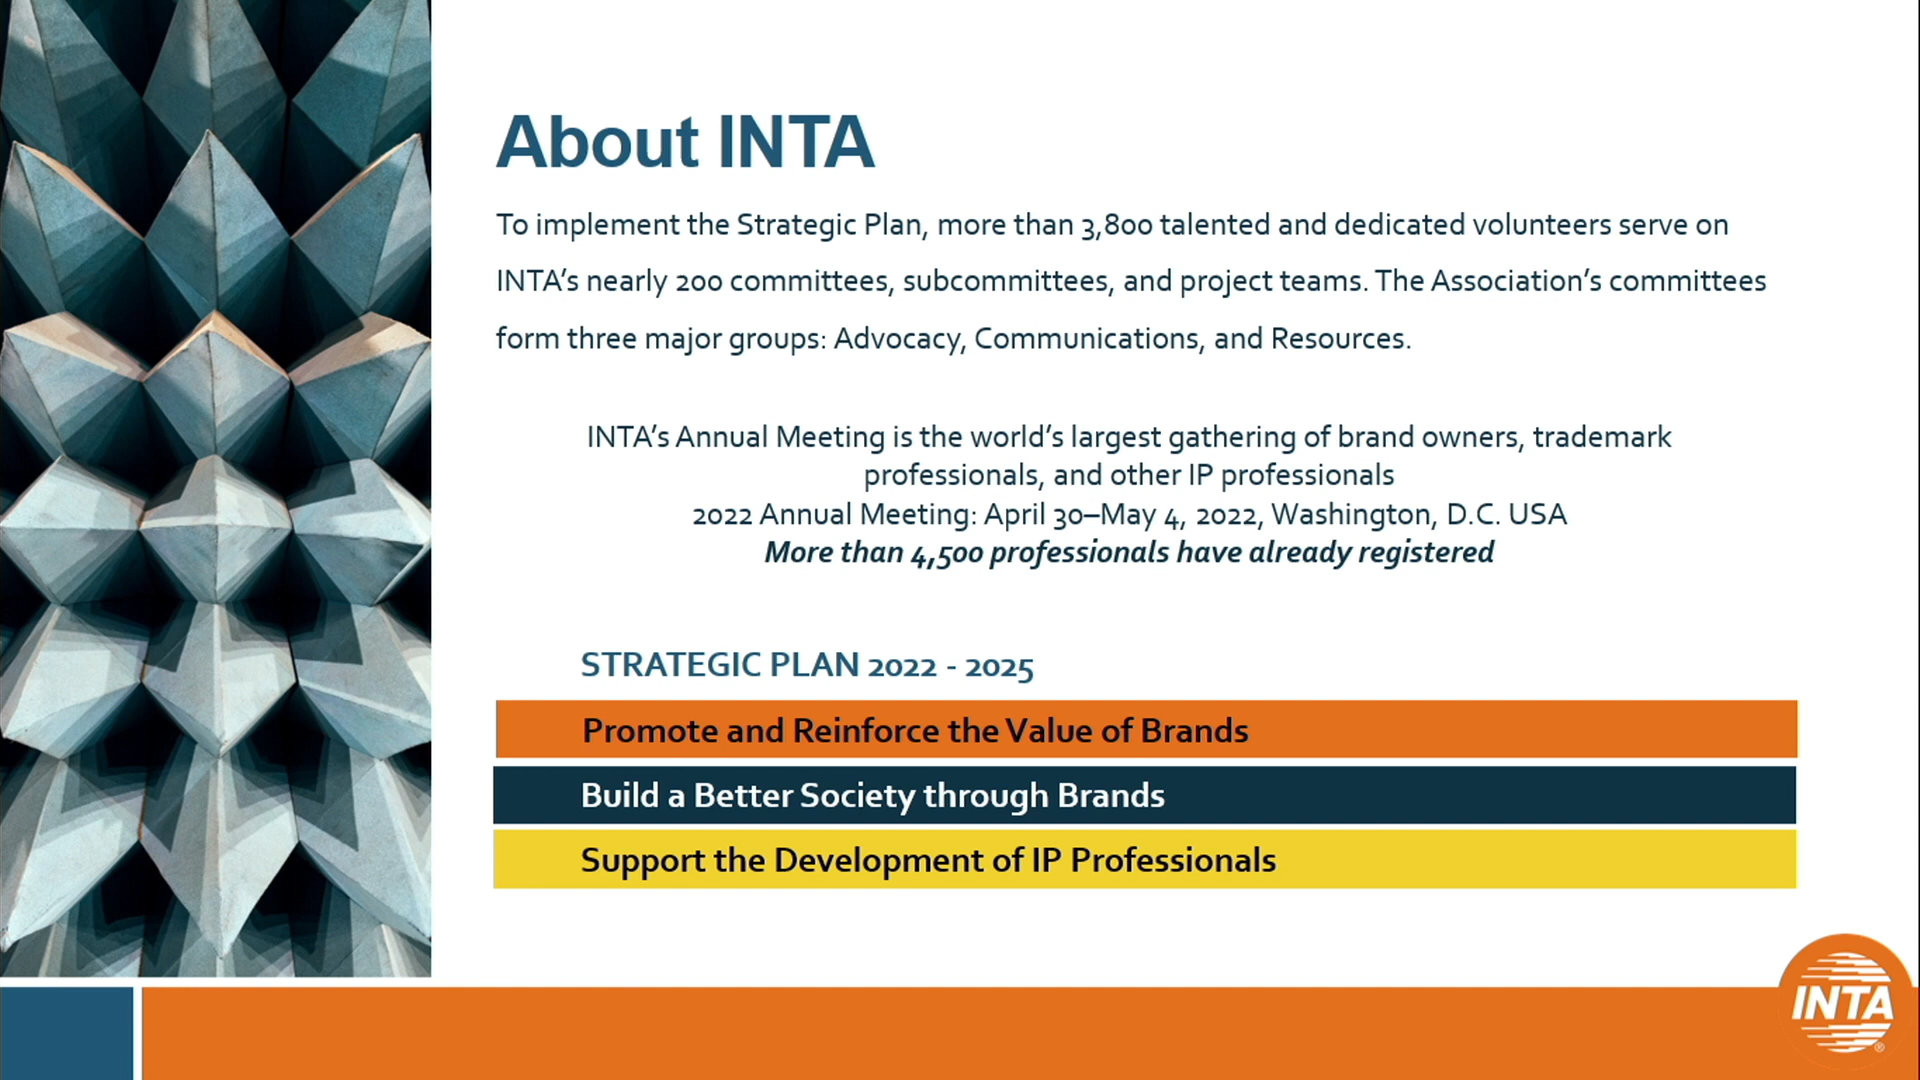 About INTA
To implement the Strategic Plan, more than 3,800 talented and dedicated volunteers serve on
INTA’s nearly 200 committees, subcommittees, and project teams. The Association’s committees
form three major groups: Advocacy, Communications, and Resources.
INTA’s Annual Meeting is the world’s largest gathering of brand owners, trademark
professionals, and other IP professionals
2022 Annual Meeting: April 30–May 4, 2022, Washington, D.C. USA
More than 4,500 professionals have already registered
STRATEGIC PLAN 2022 - 2025
Promote and Reinforce the Value of Brands
Build a Better Society through Brands
Support the Development of IP Professionals
INTA
®